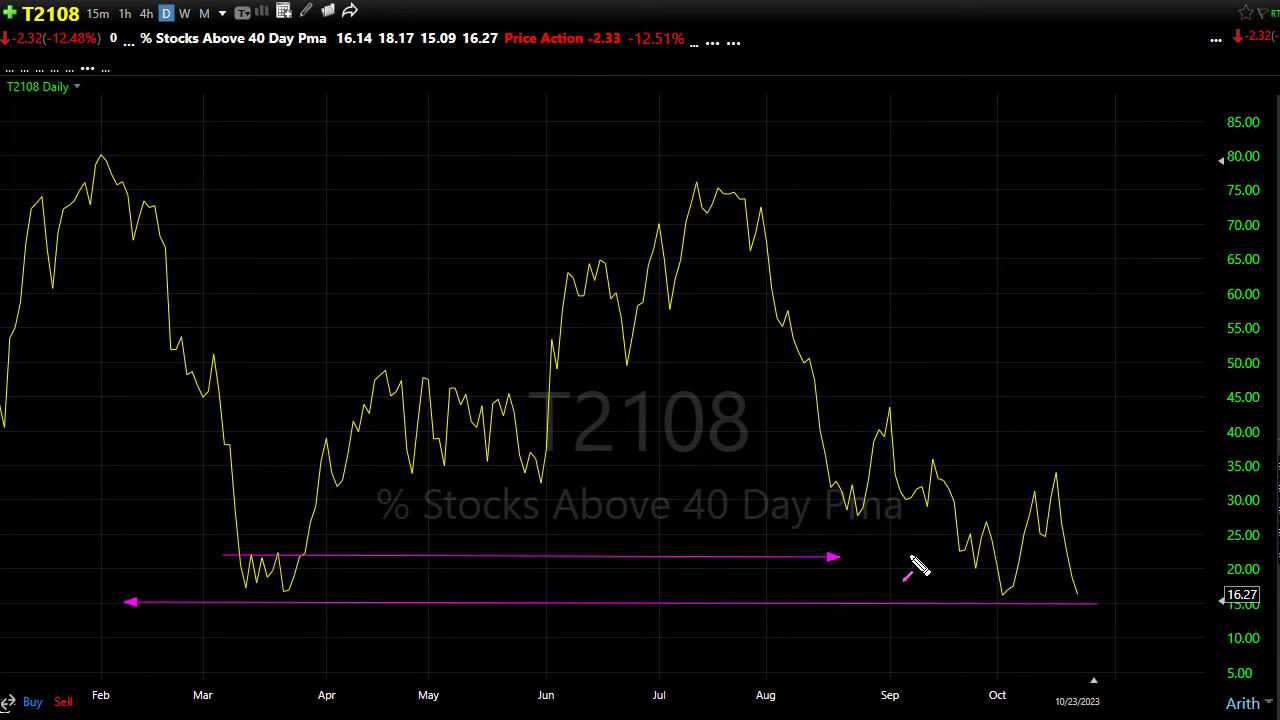 T2108 15m 1h 4h D W M T RT
-2.32(-12.48%) 0 ... % Stocks Above 40 Day Pma 16.14 18.17 15.09 16.27 Price Action -2.33 -12.51% ... ... ... ... -2.32(-
... ... ... ... ... ... ...
T2108 Daily
85.00
80.00
75.00
70.00
65.00
60.00
55.00
50.00
45.00
T2108
40.00
35.00
% Stocks Above 40 Day Pma
30.00
25.00
20.00
16.27
15.00
10.00
5.00
Feb Mar Apr May Jun Jul Aug Sep Oct
Buy Sell 10/23/2023 Arith